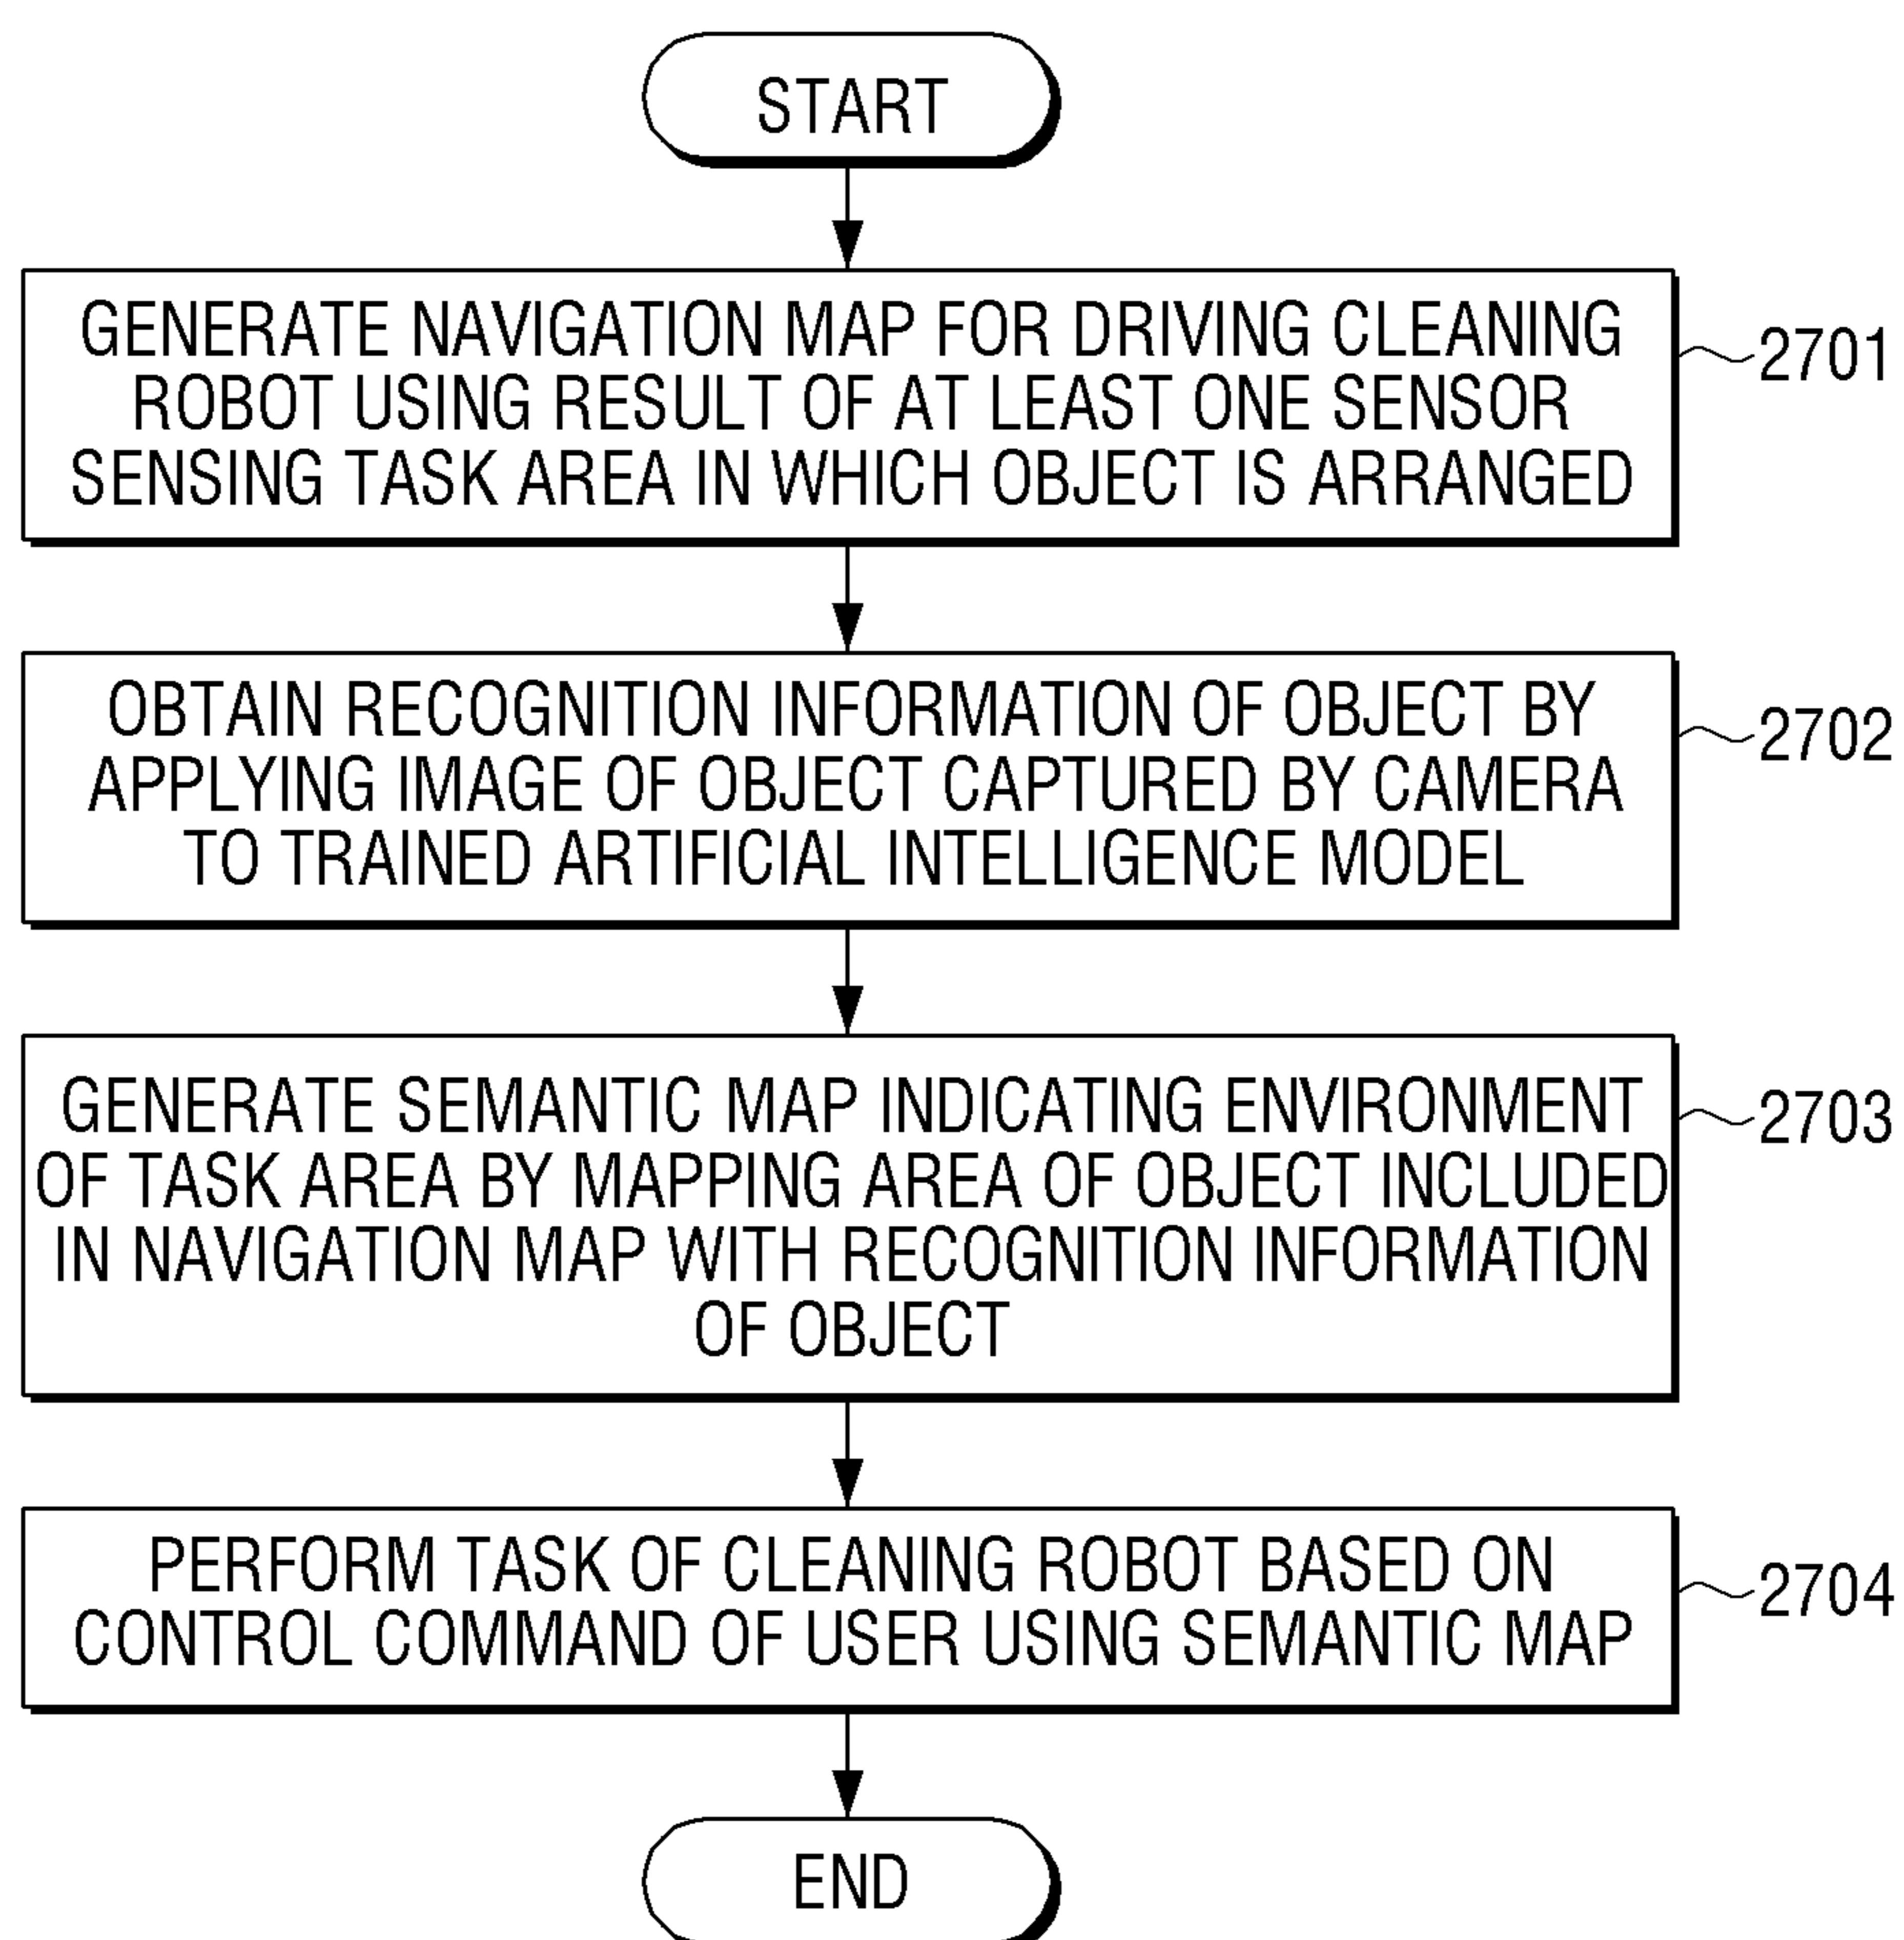 START
GENERATE NAVIGATION MAP FOR DRIVING CLEANING
ROBOT USING RESULT OF AT LEAST ONE SENSOR
SENSING TASK AREA IN WHICH OBJECT IS ARRANGED
2701
OBTAIN RECOGNITION INFORMATION OF OBJECT BY
APPLYING IMAGE OF OBJECT CAPTURED BY CAMERA
TO TRAINED ARTIFICIAL INTELLIGENCE MODEL
2702
GENERATE SEMANTIC MAP INDICATING ENVIRONMENT
OF TASK AREA BY MAPPING AREA OF OBJECT INCLUDED
IN NAVIGATION MAP WITH RECOGNITION INFORMATION
OF OBJECT
2703
PERFORM TASK OF CLEANING ROBOT BASED ON
CONTROL COMMAND OF USER USING SEMANTIC MAP
2704
END